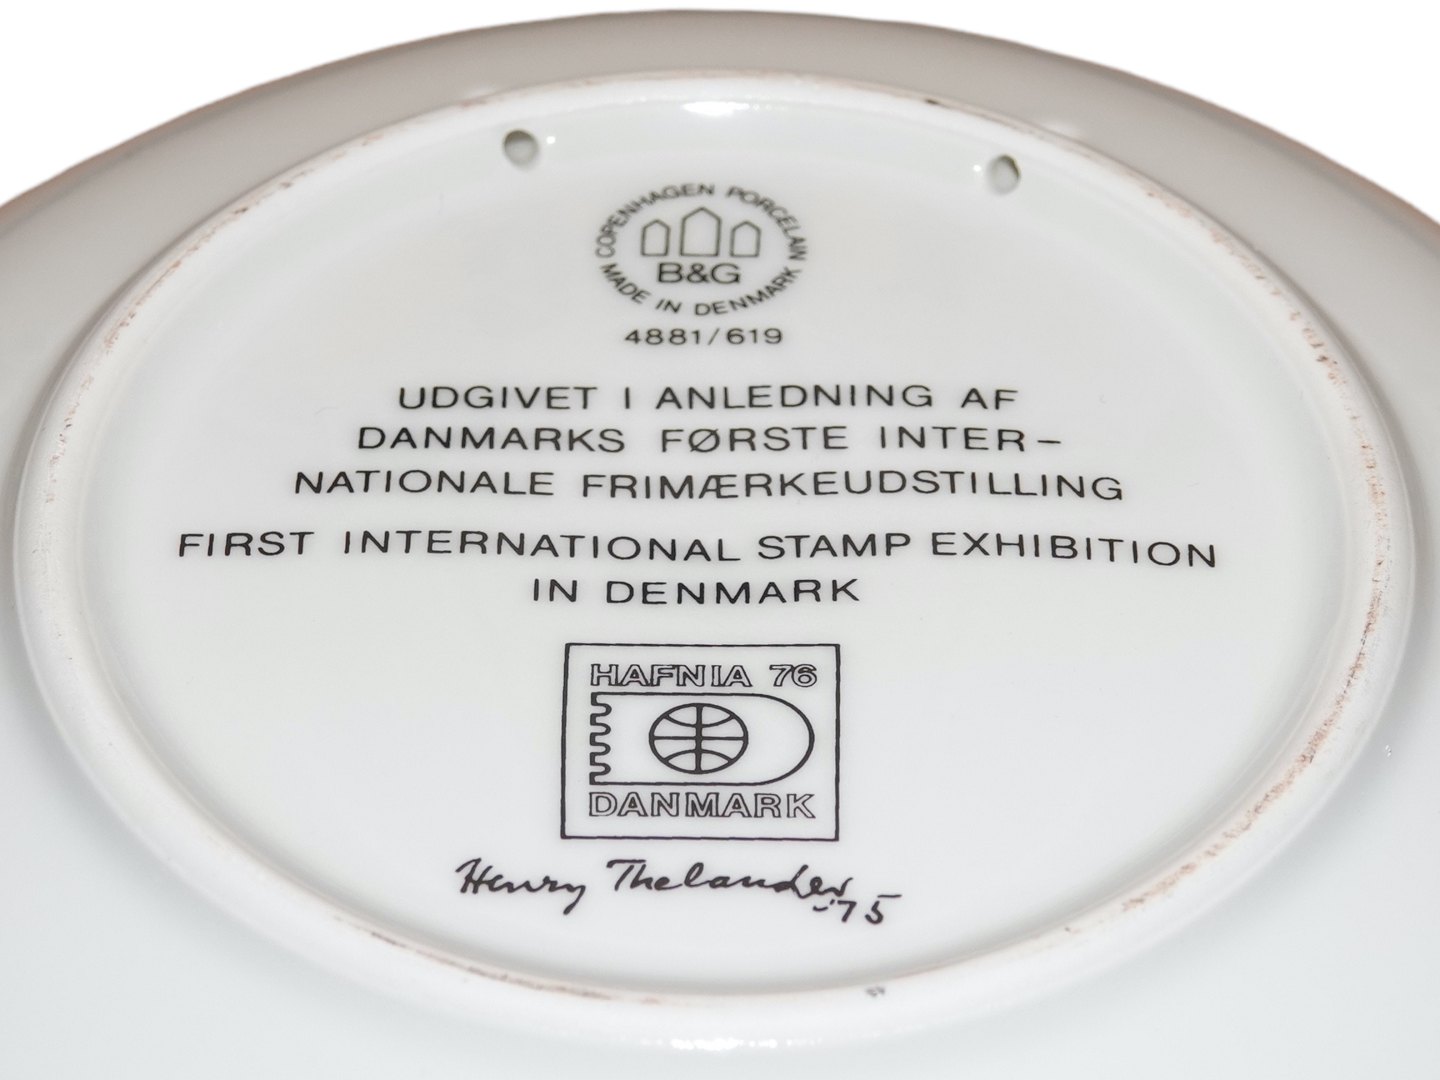 COPENHAGEN PORCELAIN
B&G
MADE IN DENMARK
4881/619
UDGIVET I ANLEDNING AF
DANMARKS FØRSTE INTER-
NATIONALE FRIMÆRKEUDSTILLING
FIRST INTERNATIONAL STAMP EXHIBITION
IN DENMARK
HAFNIA 76
DANMARK
Henry Thelander
-75